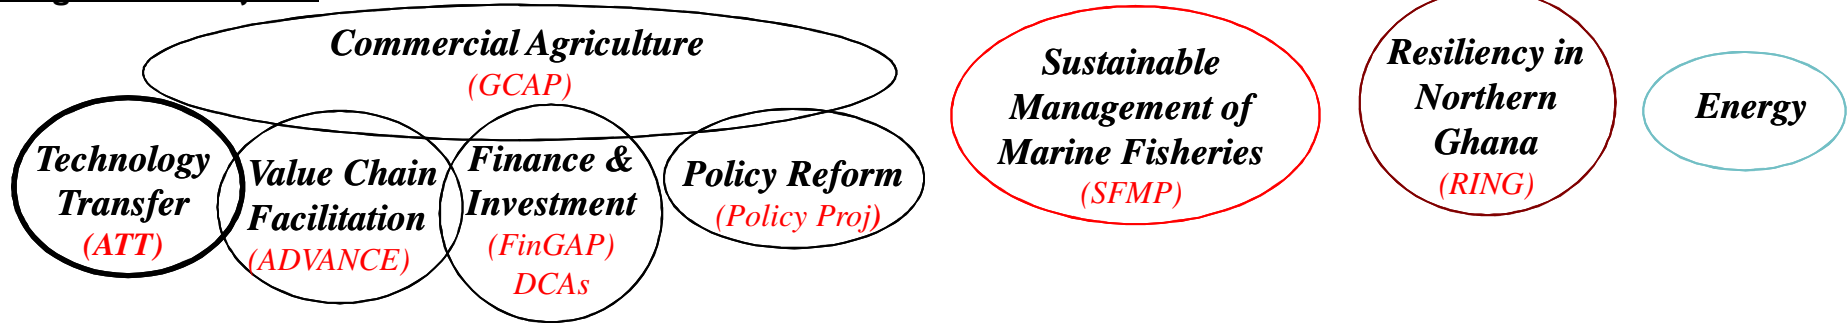 Commercial Agriculture
(GCAP)
Technology
Transfer
(ATT)
Value Chain
Facilitation
(ADVANCE)
Finance &
Investment
(FinGAP)
DCAs
Policy Reform
(Policy Proj)
Sustainable
Management of
Marine Fisheries
(SFMP)
Resiliency in
Northern
Ghana
(RING)
Energy